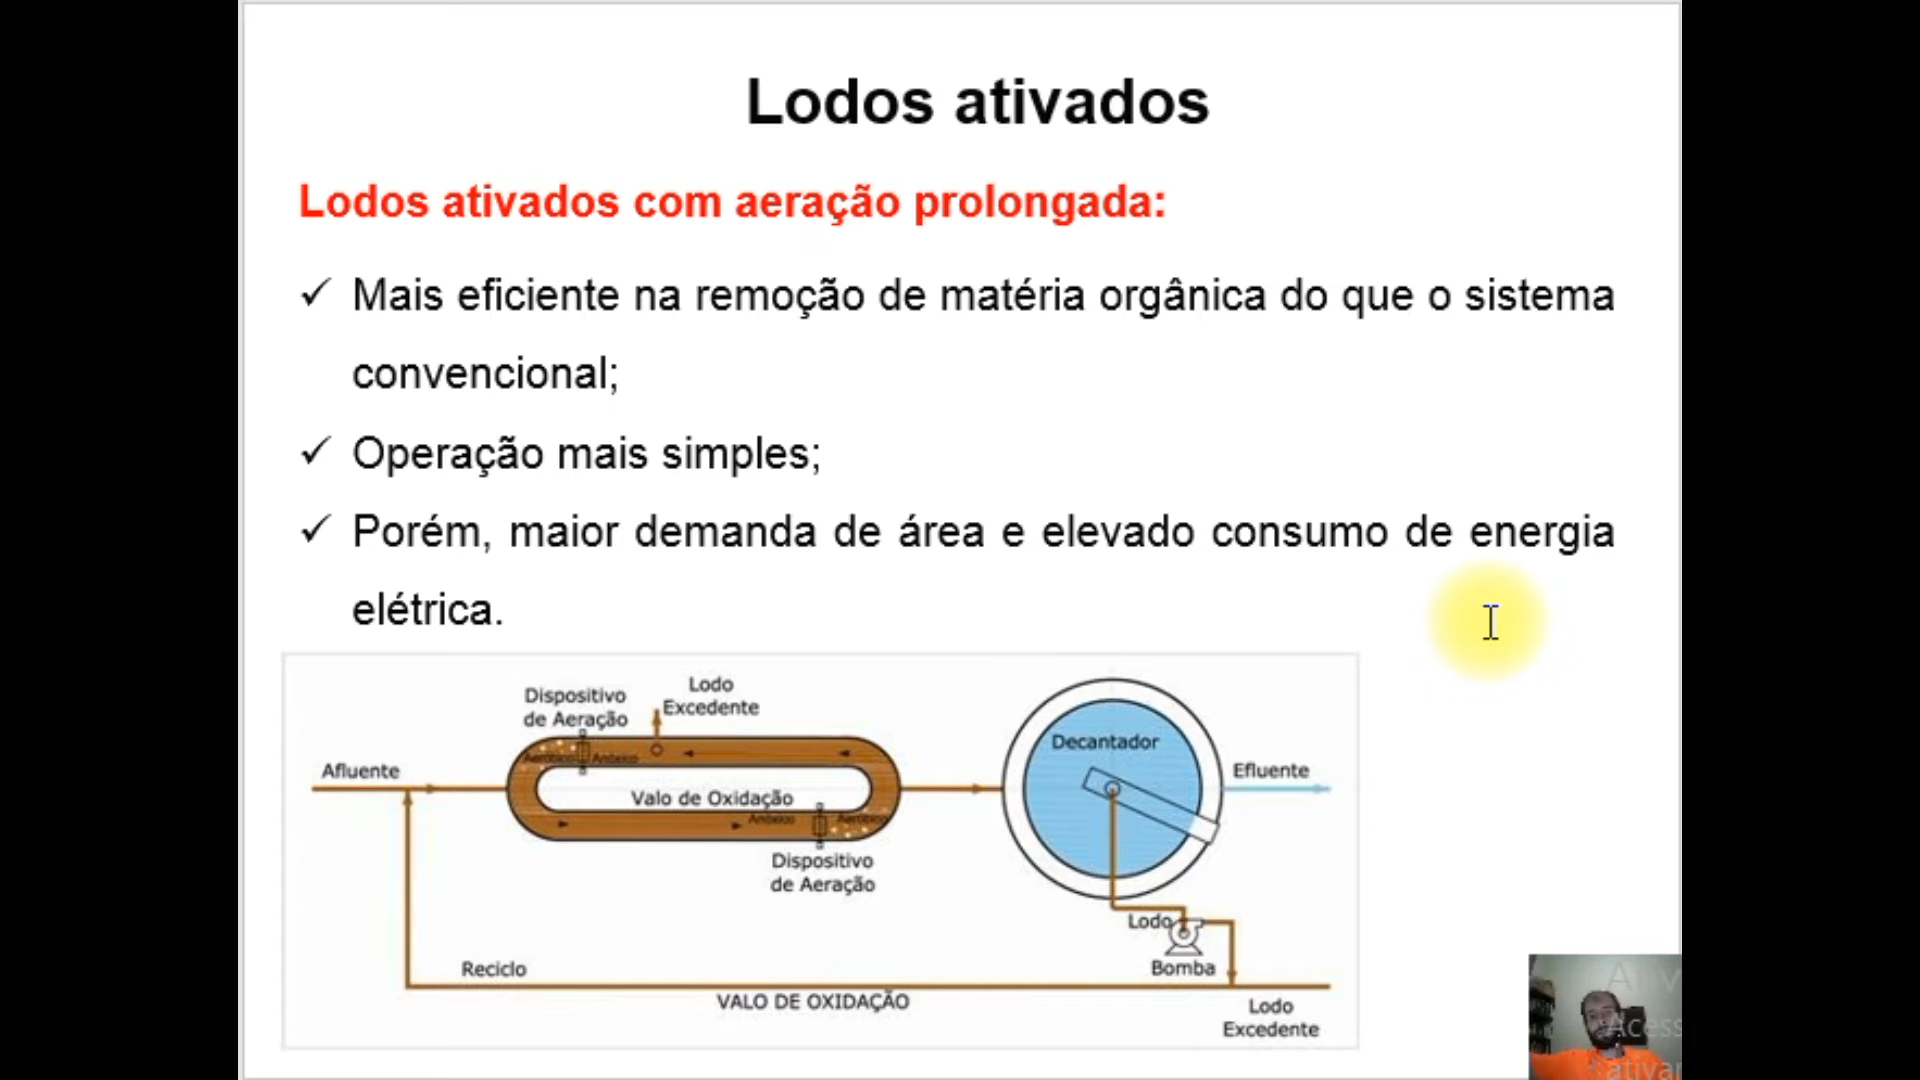 Lodos ativados
Lodos ativados com aeração prolongada:
✓ Mais eficiente na remoção de matéria orgânica do que o sistema
convencional;
✓ Operação mais simples;
✓ Porém, maior demanda de área e elevado consumo de energia
elétrica.
Dispositivo
de Aeração
Lodo
Excedente
Aeróbico
Anóxico
Afluente
Valo de Oxidação
Anóxico
Aeróbico
Dispositivo
de Aeração
Decantador
Efluente
Lodo
Bomba
Reciclo
VALO DE OXIDAÇÃO
Lodo
Excedente
Acess
ativar